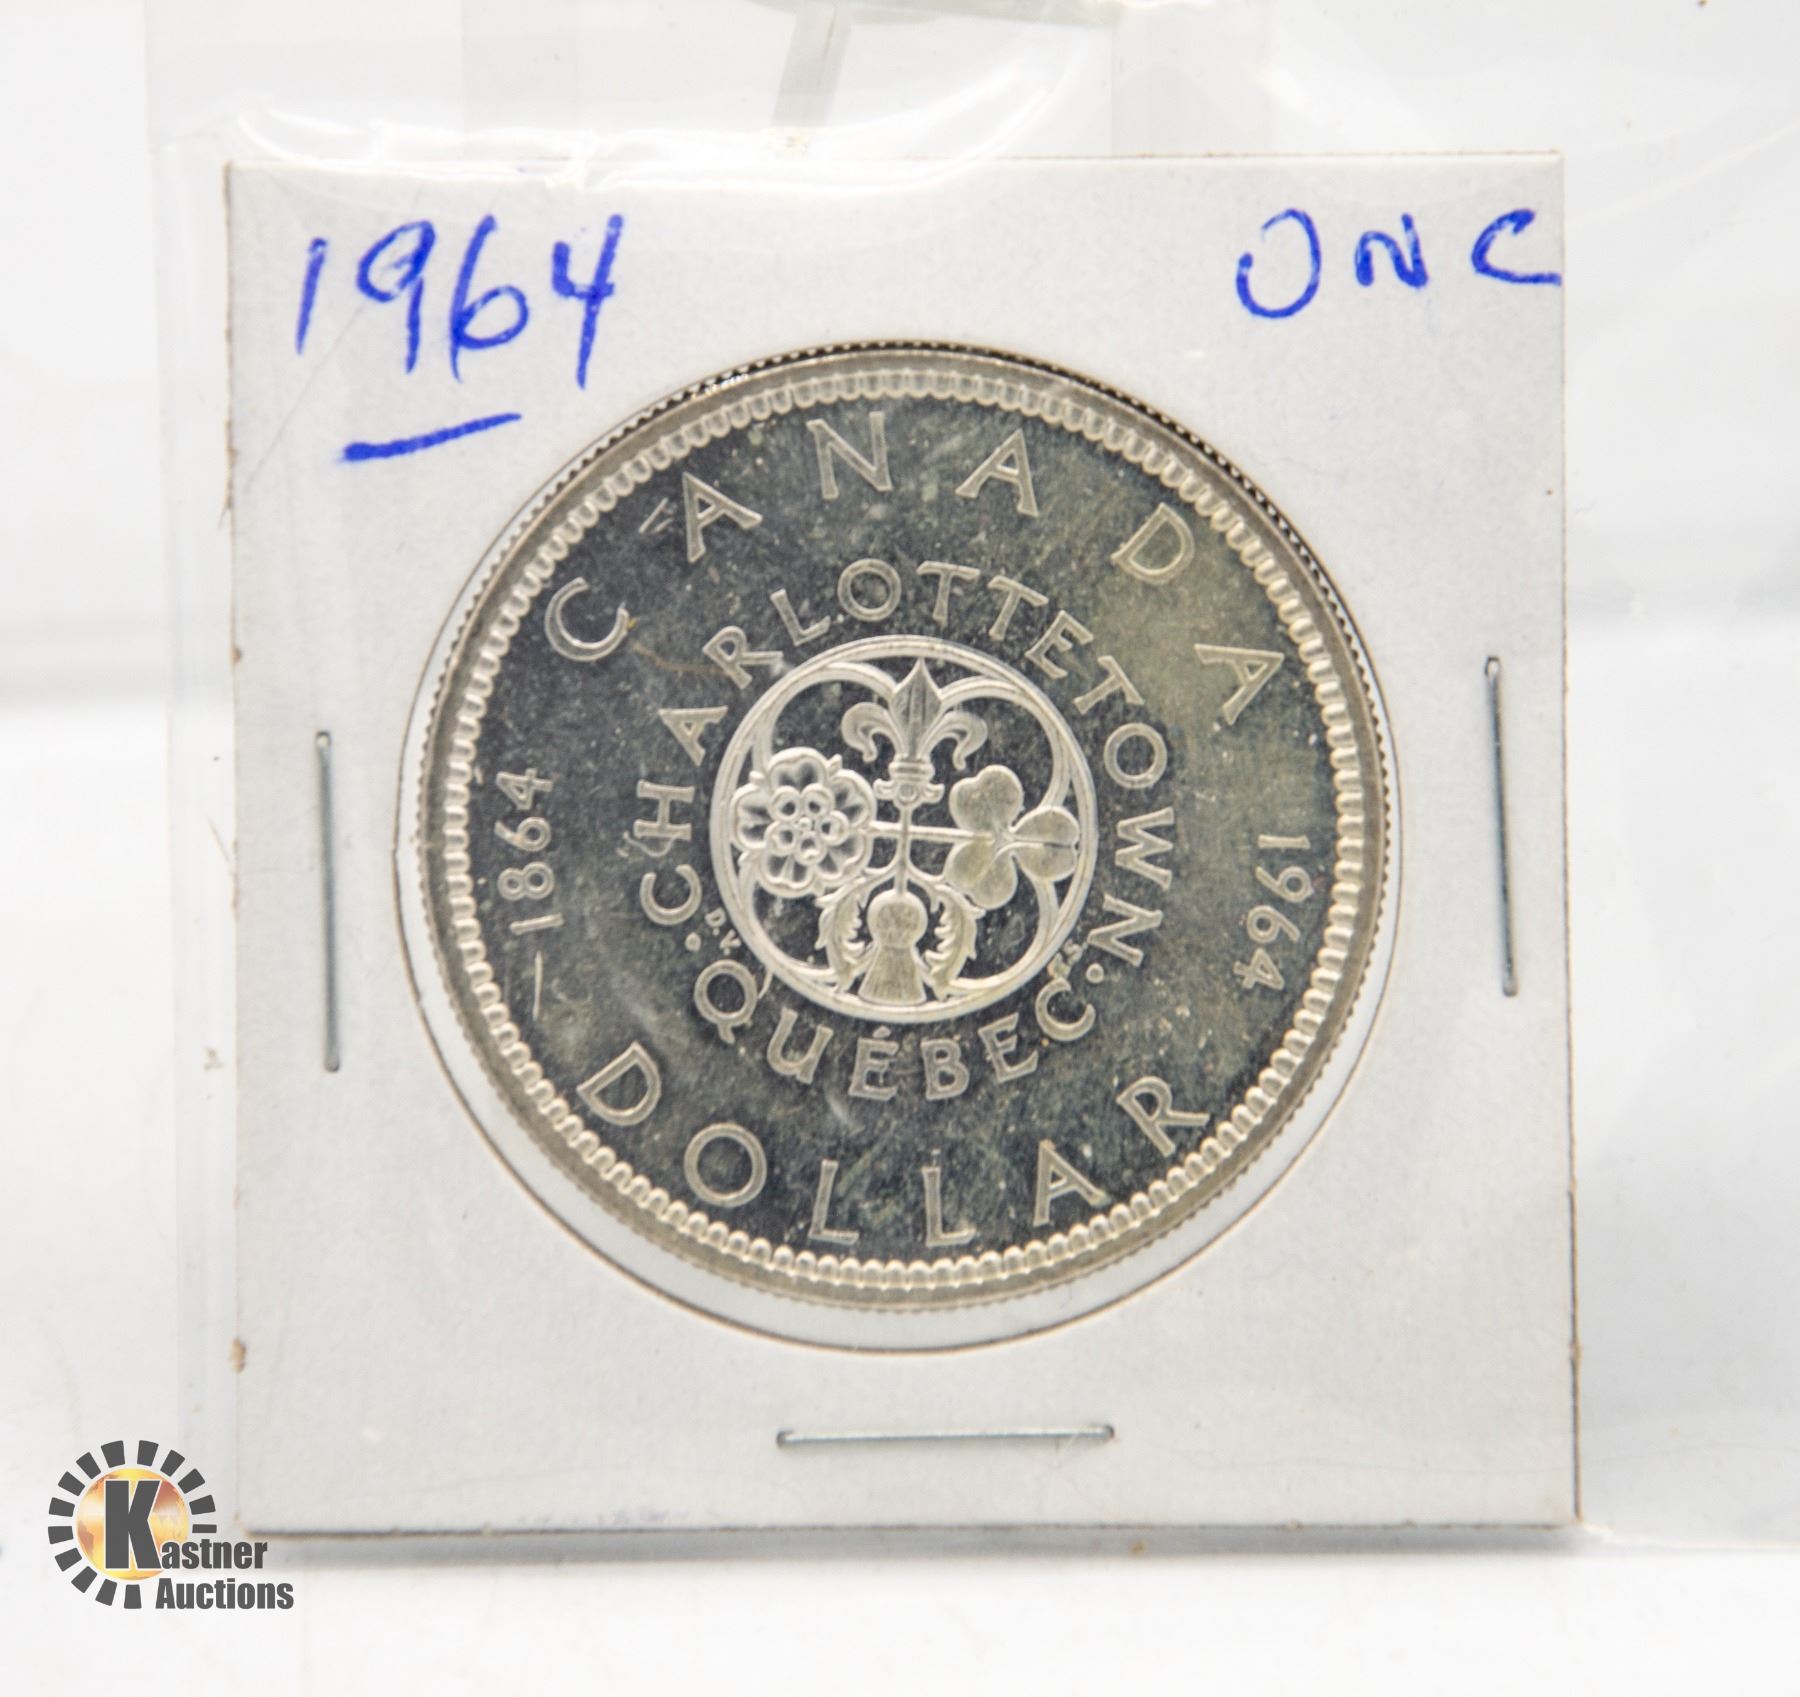 1964 UNC
CANADA
1864
1964
CHARLOTTETOWN
QUÉBEC
D.K.
P.S.
DOLLAR
Kastner
Auctions